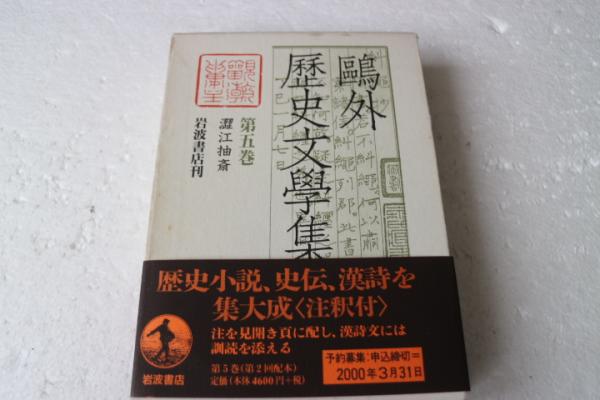 鷗外
歷史文學集
第五巻
澀江抽斎
岩波書店刊
歴史小説、史伝、漢詩を
集大成〈注釈付〉
注を見開き頁に配し、漢詩文には
訓読を添える
第5巻(第2回配本)
定価(本体4600円+税)
予約募集:申込締切=
2000年3月31日
岩波書店